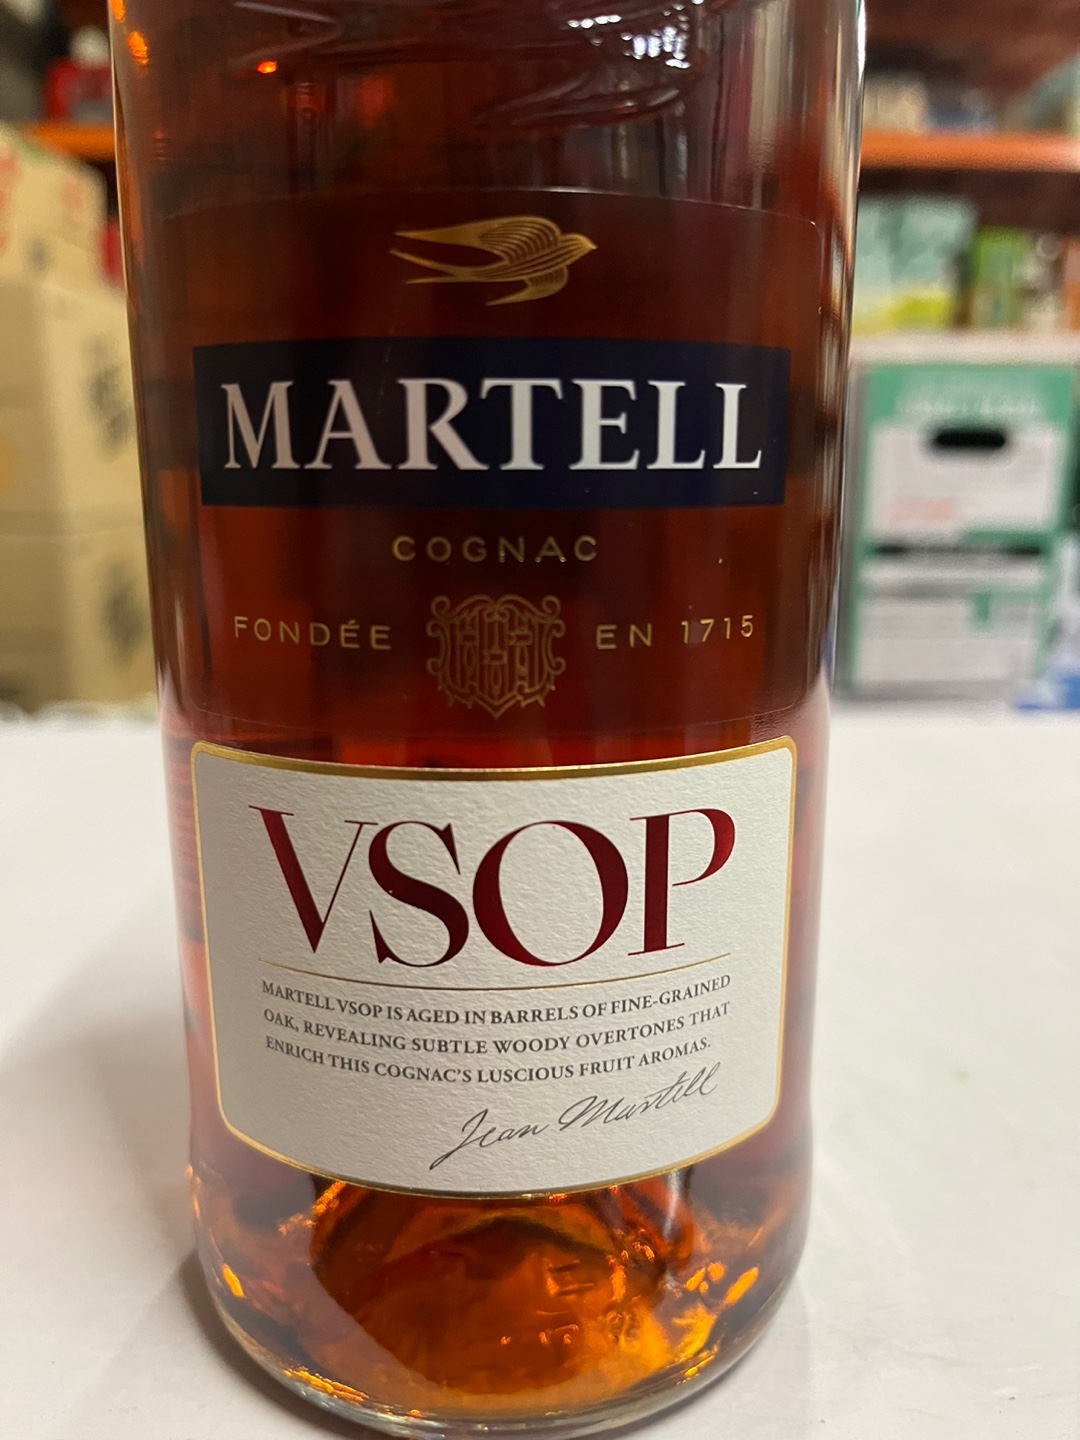 MARTELL
COGNAC
FONDÉE EN 1715
VSOP
MARTELL VSOP IS AGED IN BARRELS OF FINE-GRAINED
OAK, REVEALING SUBTLE WOODY OVERTONES THAT
ENRICH THIS COGNAC'S LUSCIOUS FRUIT AROMAS.
Jean Martell